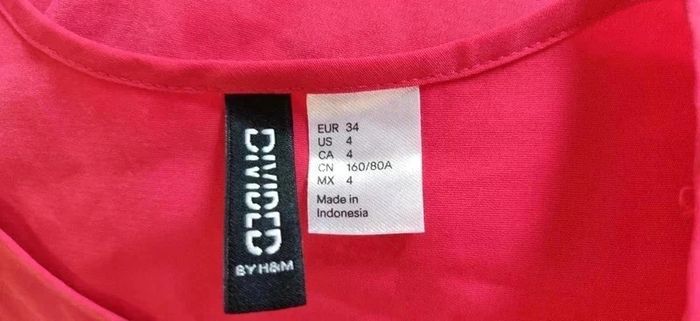 DIVIDED
BY H&M
EUR 34
US 4
CA 4
CN 160/80A
MX 4
Made in
Indonesia